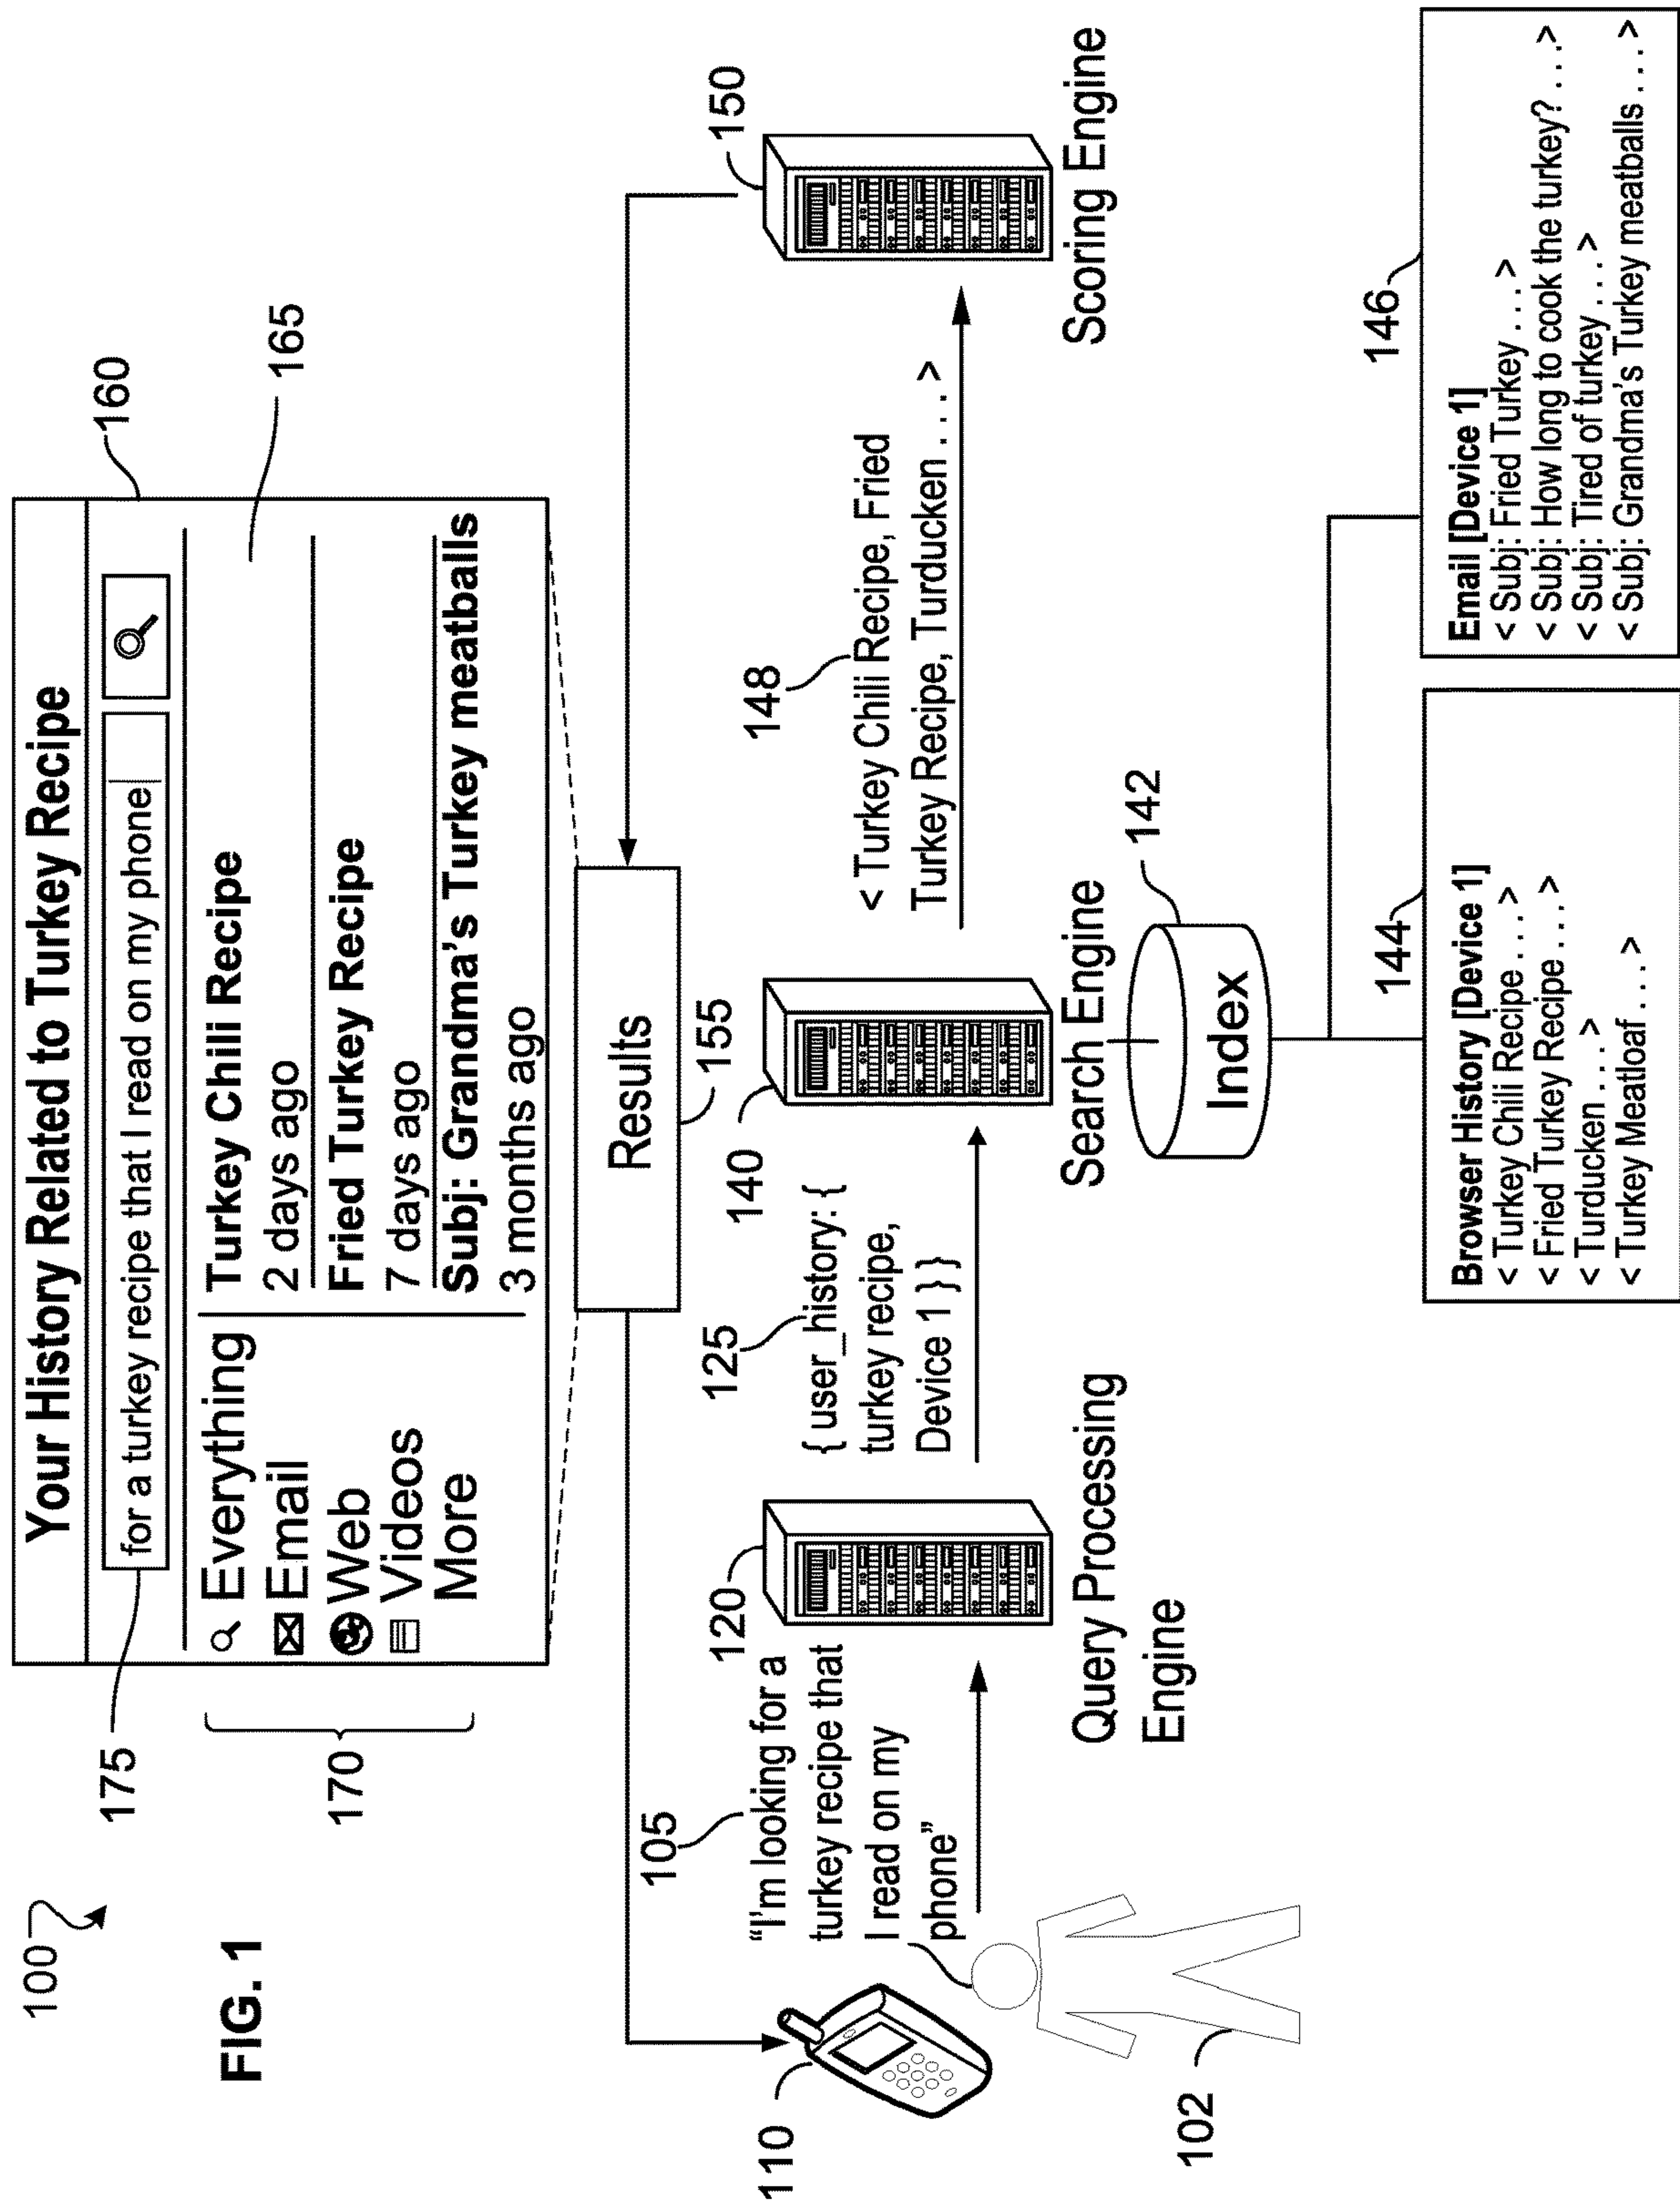 100
FIG. 1
Your History Related to Turkey Recipe
for a turkey recipe that I read on my phone
160
175
Everything
Email
Web
Videos
More
170
Turkey Chili Recipe
2 days ago
Fried Turkey Recipe
7 days ago
Subj: Grandma's Turkey meatballs
3 months ago
165
Results
155
110
102
105
"I'm looking for a
turkey recipe that
I read on my
phone"
120
Query Processing
Engine
125
{ user_history: {
turkey recipe,
Device 1 } }
140
Search Engine
148
< Turkey Chili Recipe, Fried
Turkey Recipe, Turducken . . . >
150
Scoring Engine
142
Index
144
Browser History [Device 1]
< Turkey Chili Recipe . . . >
< Fried Turkey Recipe . . . >
< Turducken . . . >
< Turkey Meatloaf . . . >
146
Email [Device 1]
< Subj: Fried Turkey . . . >
< Subj: How long to cook the turkey? . . .>
< Subj: Tired of turkey . . . >
< Subj: Grandma's Turkey meatballs . . . >